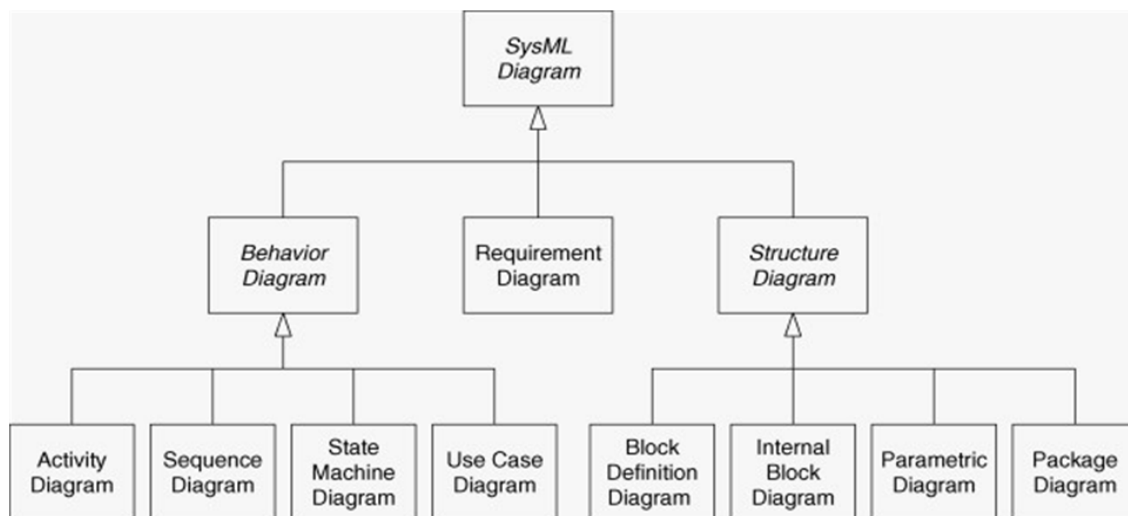 SysML
Diagram
Behavior
Diagram
Requirement
Diagram
Structure
Diagram
Activity
Diagram
Sequence
Diagram
State
Machine
Diagram
Use Case
Diagram
Block
Definition
Diagram
Internal
Block
Diagram
Parametric
Diagram
Package
Diagram